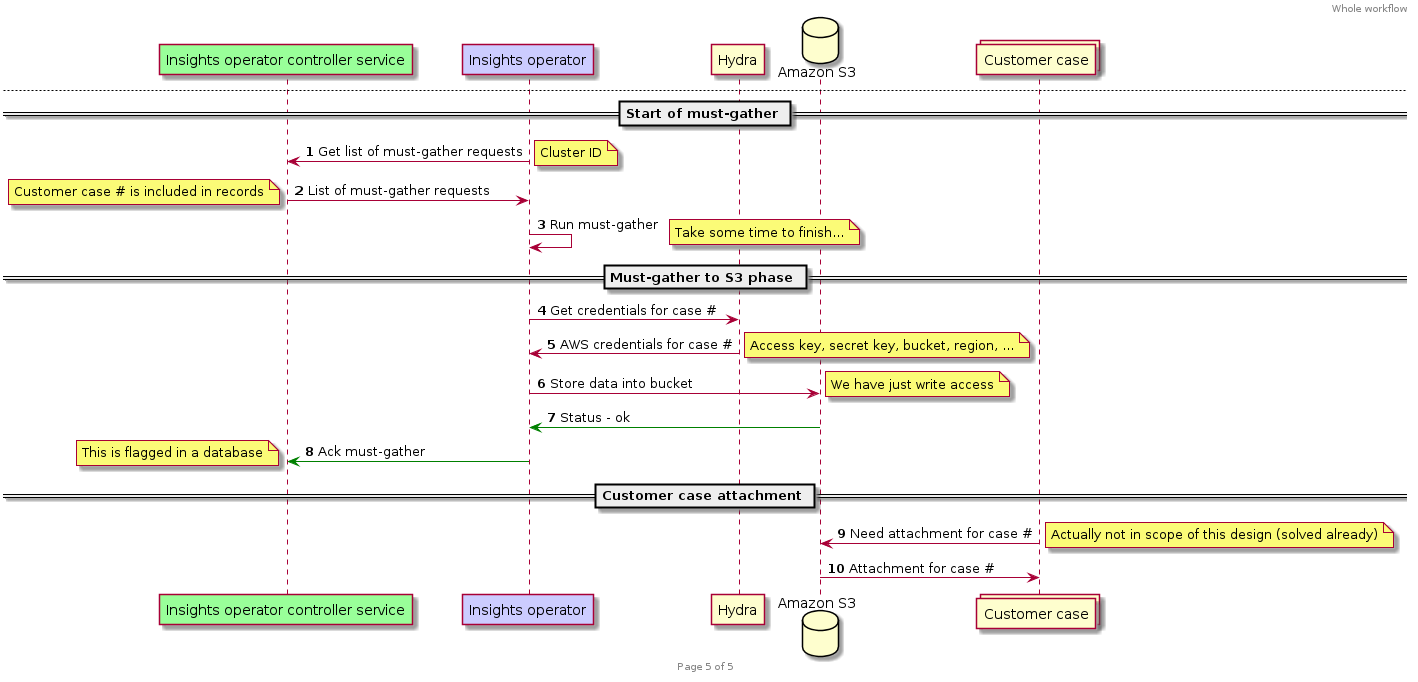 Whole workflow
Insights operator controller service
Insights operator
Hydra
Amazon S3
Customer case
Start of must-gather
1 Get list of must-gather requests
Cluster ID
Customer case # is included in records
2 List of must-gather requests
3 Run must-gather
Take some time to finish...
Must-gather to S3 phase
4 Get credentials for case #
5 AWS credentials for case #
Access key, secret key, bucket, region, ...
6 Store data into bucket
We have just write access
7 Status - ok
This is flagged in a database
8 Ack must-gather
Customer case attachment
9 Need attachment for case #
Actually not in scope of this design (solved already)
10 Attachment for case #
Insights operator controller service
Insights operator
Hydra
Amazon S3
Customer case
Page 5 of 5